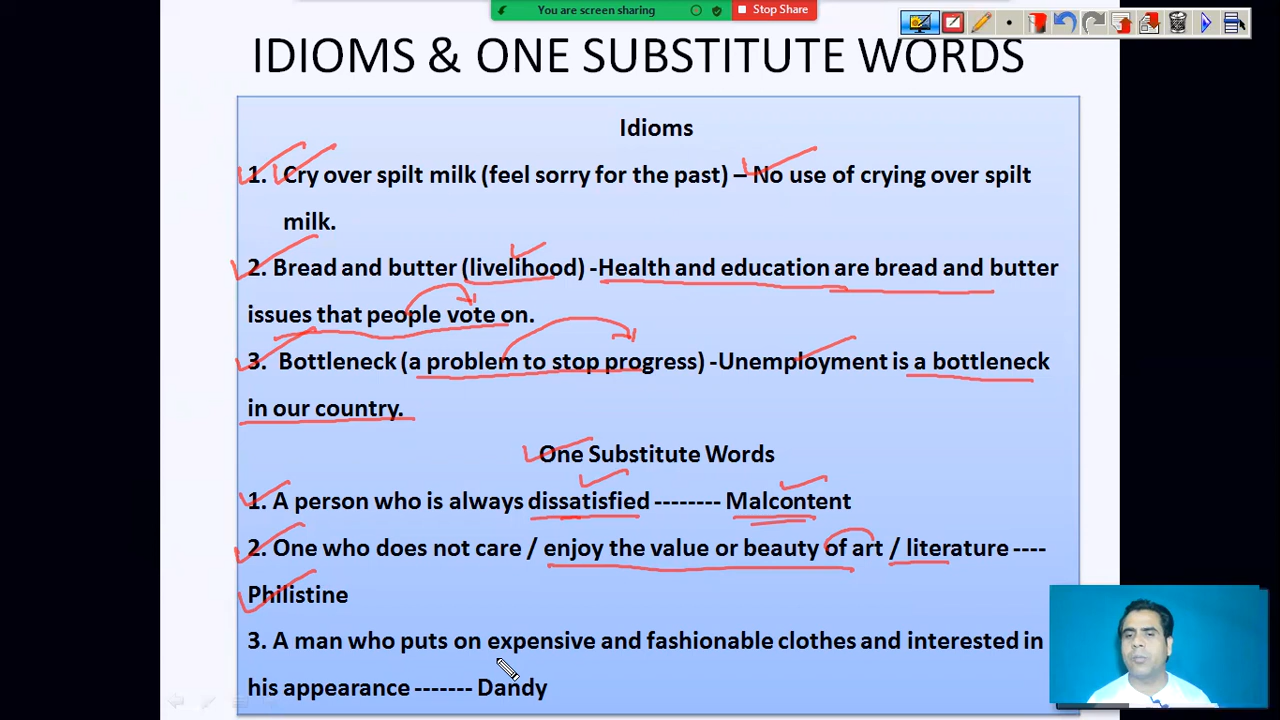 You are screen sharing
Stop Share
IDIOMS & ONE SUBSTITUTE WORDS
Idioms
1. Cry over spilt milk (feel sorry for the past) – No use of crying over spilt
milk.
2. Bread and butter (livelihood) -Health and education are bread and butter
issues that people vote on.
3. Bottleneck (a problem to stop progress) -Unemployment is a bottleneck
in our country.
One Substitute Words
1. A person who is always dissatisfied -------- Malcontent
2. One who does not care / enjoy the value or beauty of art / literature ----
Philistine
3. A man who puts on expensive and fashionable clothes and interested in
his appearance ------- Dandy